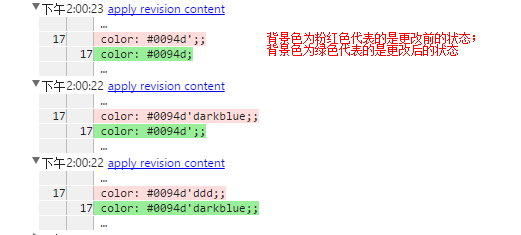 下午2:00:23 apply revision content
…
17 color: #0094d';;
背景色为粉红色代表的是更改前的状态;
17 color: #0094d;
背景色为绿色代表的是更改后的状态
…
下午2:00:22 apply revision content
…
17 color: #0094d'darkblue;;
17 color: #0094d';;
…
下午2:00:22 apply revision content
…
17 color: #0094d'ddd;;
17 color: #0094d'darkblue;;
…